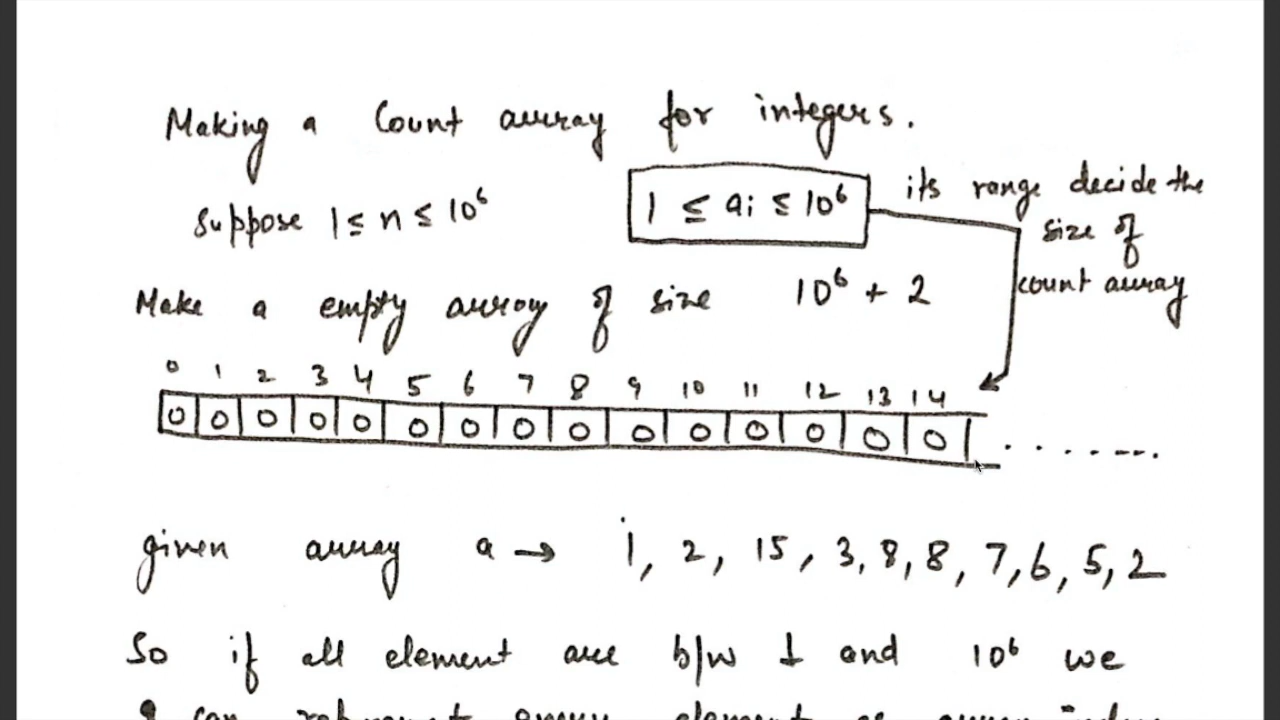 Making a Count array for integers.
Suppose 1 ≤ n ≤ 10⁶
1 ≤ ai ≤ 10⁶
its range decide the
size of
count array
Make a empty array of size 10⁶ + 2
0 1 2 3 4 5 6 7 8 9 10 11 12 13 14
0 0 0 0 0 0 0 0 0 0 0 0 0 0 0 . . . . . . . .
given array a → 1, 2, 15, 3, 8, 8, 7, 6, 5, 2
So if all element are b/w 1 and 10⁶ we
can element as